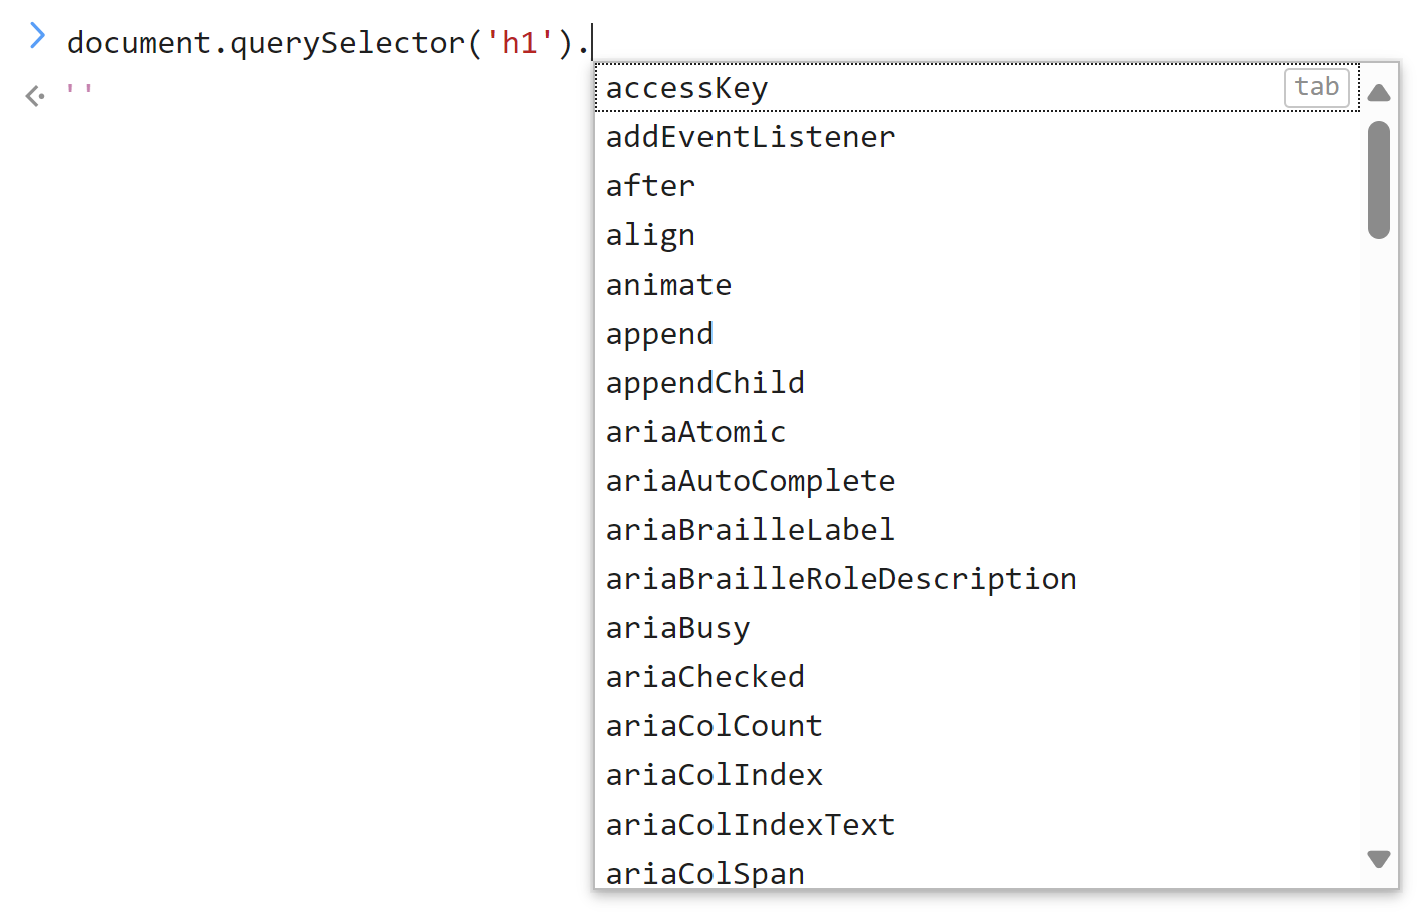 document.querySelector('h1').
''
accessKey tab
addEventListener
after
align
animate
append
appendChild
ariaAtomic
ariaAutoComplete
ariaBrailleLabel
ariaBrailleRoleDescription
ariaBusy
ariaChecked
ariaColCount
ariaColIndex
ariaColIndexText
ariaColSpan